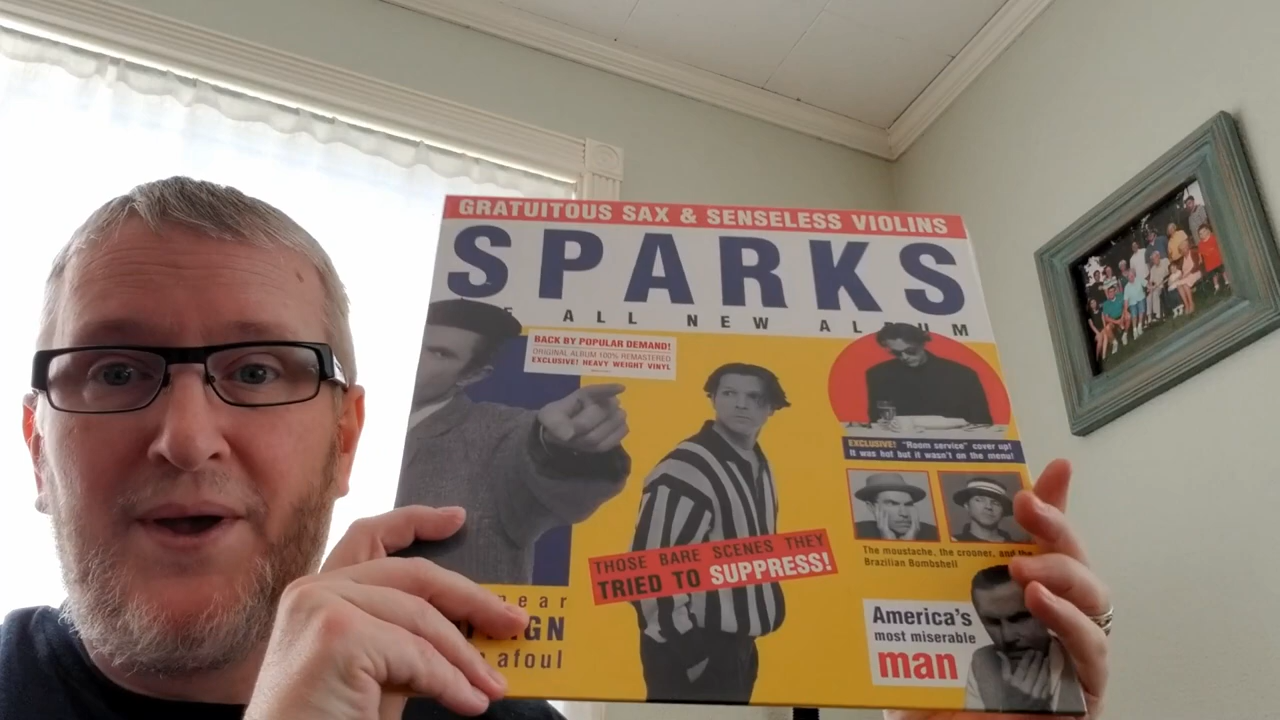 GRATUITOUS SAX & SENSELESS VIOLINS
SPARKS
ALL NEW
BACK BY POPULAR DEMAND!
ORIGINAL ALBUM 100% REMASTERED
EXCLUSIVE! HEAVY WEIGHT VINYL
EXCLUSIVE! "Room service" cover up!
It was hot but it wasn't on the menu!
The moustache, the crooner, and the
Brazilian Bombshell
THOSE BARE SCENES THEY
TRIED TO SUPPRESS!
afoul
America's
most miserable
man